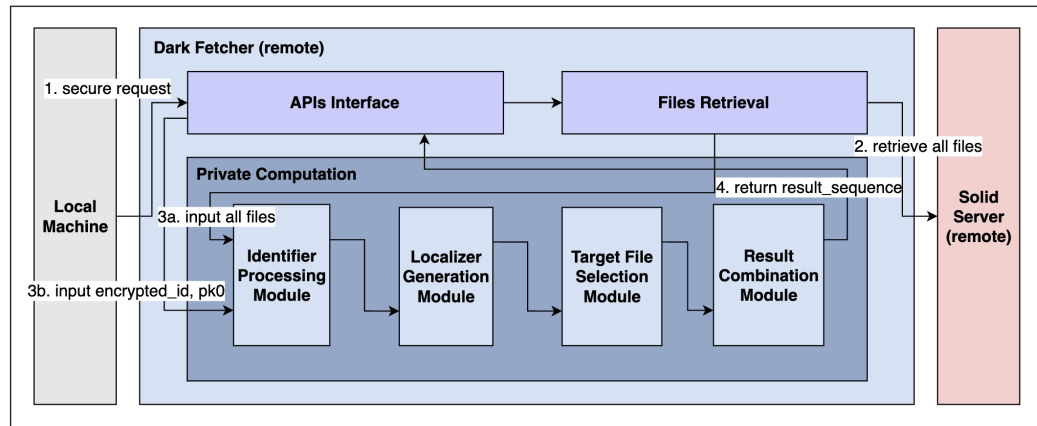 Dark Fetcher (remote)
1. secure request
APIs Interface
Files Retrieval
2. retrieve all files
Private Computation
4. return result_sequence
Local
Machine
3a. input all files
Solid
Server
(remote)
Identifier
Processing
Module
Localizer
Generation
Module
Target File
Selection
Module
Result
Combination
Module
3b. input encrypted_id, pk0